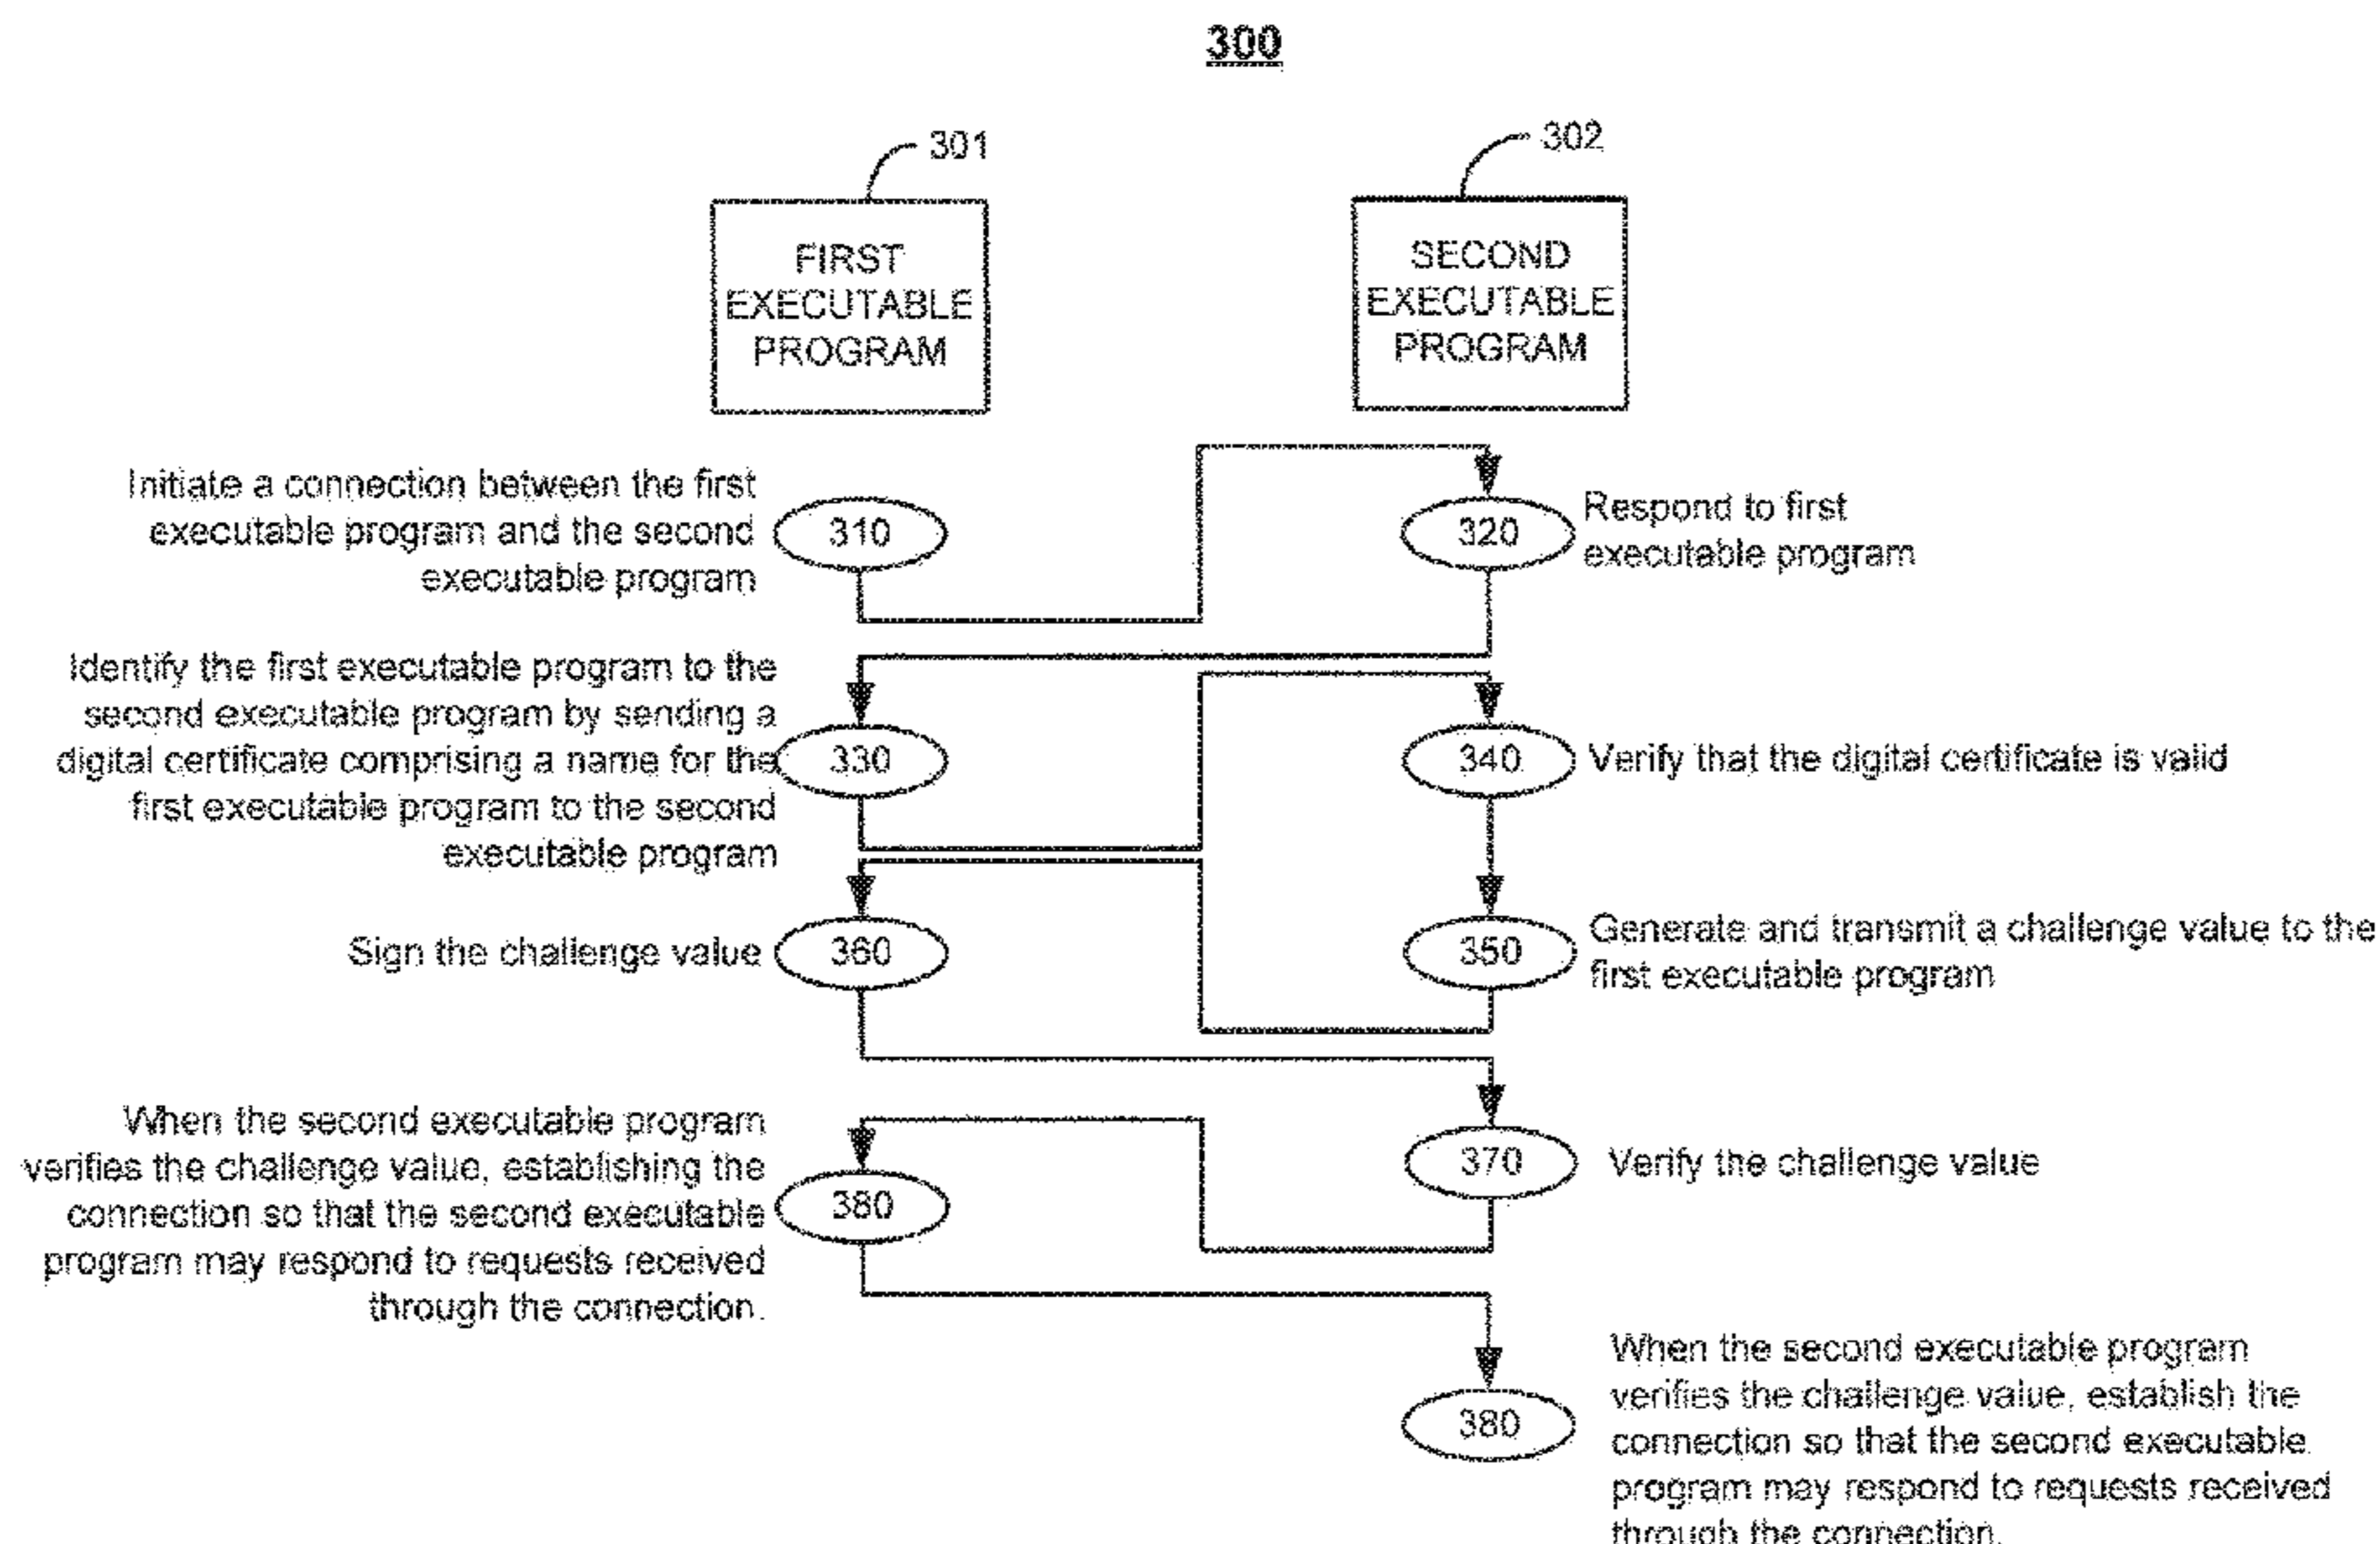 300
301
302
FIRST
EXECUTABLE
PROGRAM
SECOND
EXECUTABLE
PROGRAM
Initiate a connection between the first
executable program and the second
executable program
310
320
Respond to first
executable program
Identify the first executable program to the
second executable program by sending a
digital certificate comprising a name for the
first executable program to the second
executable program
330
340
Verify that the digital certificate is valid
Sign the challenge value
360
350
Generate and transmit a challenge value to the
first executable program
When the second executable program
verifies the challenge value, establishing the
connection so that the second executable
program may respond to requests received
through the connection.
380
370
Verify the challenge value
380
When the second executable program
verifies the challenge value, establish the
connection so that the second executable
program may respond to requests received
through the connection.